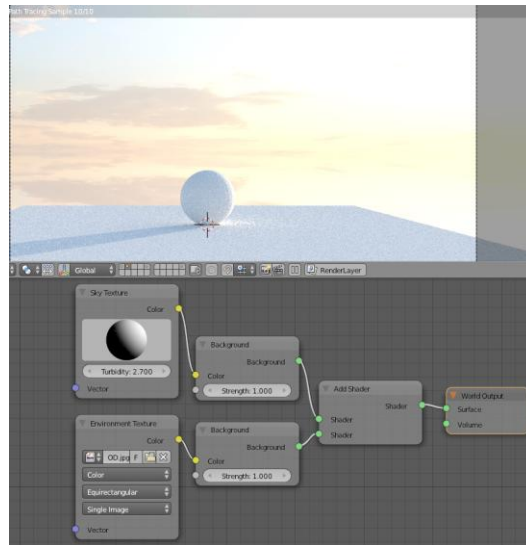 Path Tracing Sample 10/10
Global
RenderLayer
Sky Texture
Color
Turbidity: 2.700
Vector
Background
Background
Color
Strength: 1.000
Add Shader
Shader
Shader
Shader
World Output
Surface
Volume
Environment Texture
Color
OD.jpg F
Color
Equirectangular
Single Image
Vector
Background
Background
Color
Strength: 1.000